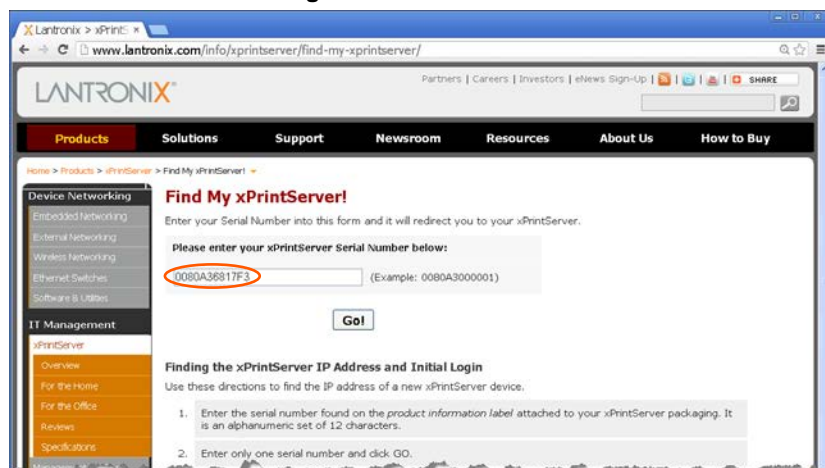 Lantronix > xPrintS
www.lantronix.com/info/xprintserver/find-my-xprintserver/
LANTRONIX
Partners | Careers | Investors | eNews Sign-Up | SHARE
Products Solutions Support Newsroom Resources About Us How to Buy
Home > Products > xPrintServer > Find My xPrintServer!
Device Networking
Embedded Networking
External Networking
Wireless Networking
Ethernet Switches
Software & Utilities
IT Management
xPrintServer
Overview
For the Home
For the Office
Reviews
Specifications
Find My xPrintServer!
Enter your Serial Number into this form and it will redirect you to your xPrintServer.
Please enter your xPrintServer Serial Number below:
0080A36817F3 (Example: 0080A3000001)
Go!
Finding the xPrintServer IP Address and Initial Login
Use these directions to find the IP address of a new xPrintServer device.
1. Enter the serial number found on the product information label attached to your xPrintServer packaging. It
is an alphanumeric set of 12 characters.
2. Enter only one serial number and click GO.